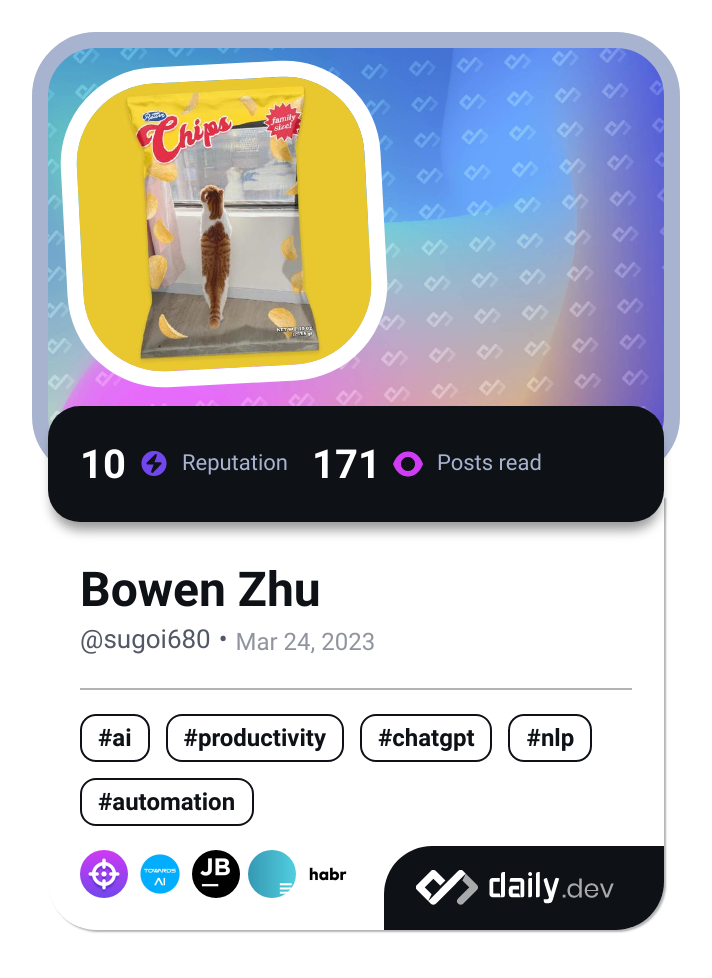 Chips
family
size!
10 Reputation 171 Posts read
Bowen Zhu
@sugoi680 • Mar 24, 2023
#ai #productivity #chatgpt #nlp
#automation
TOWARDS
AI
JB
habr
daily.dev